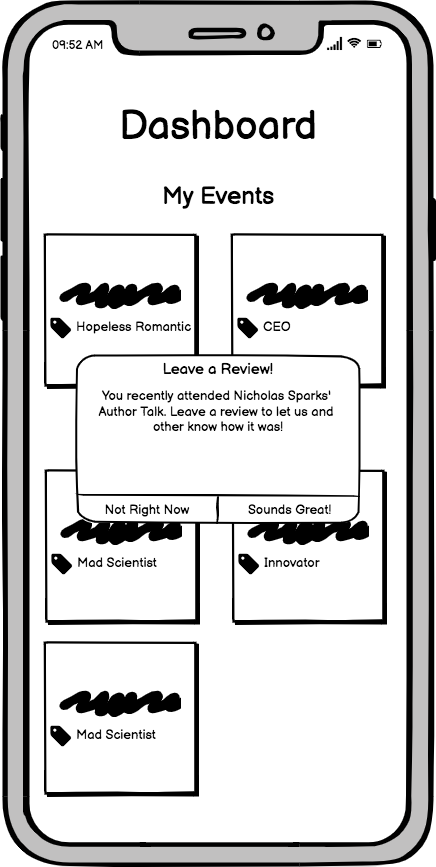 09:52 AM
Dashboard
My Events
Hopeless Romantic
CEO
Leave a Review!
You recently attended Nicholas Sparks'
Author Talk. Leave a review to let us and
other know how it was!
Not Right Now
Sounds Great!
Mad Scientist
Innovator
Mad Scientist